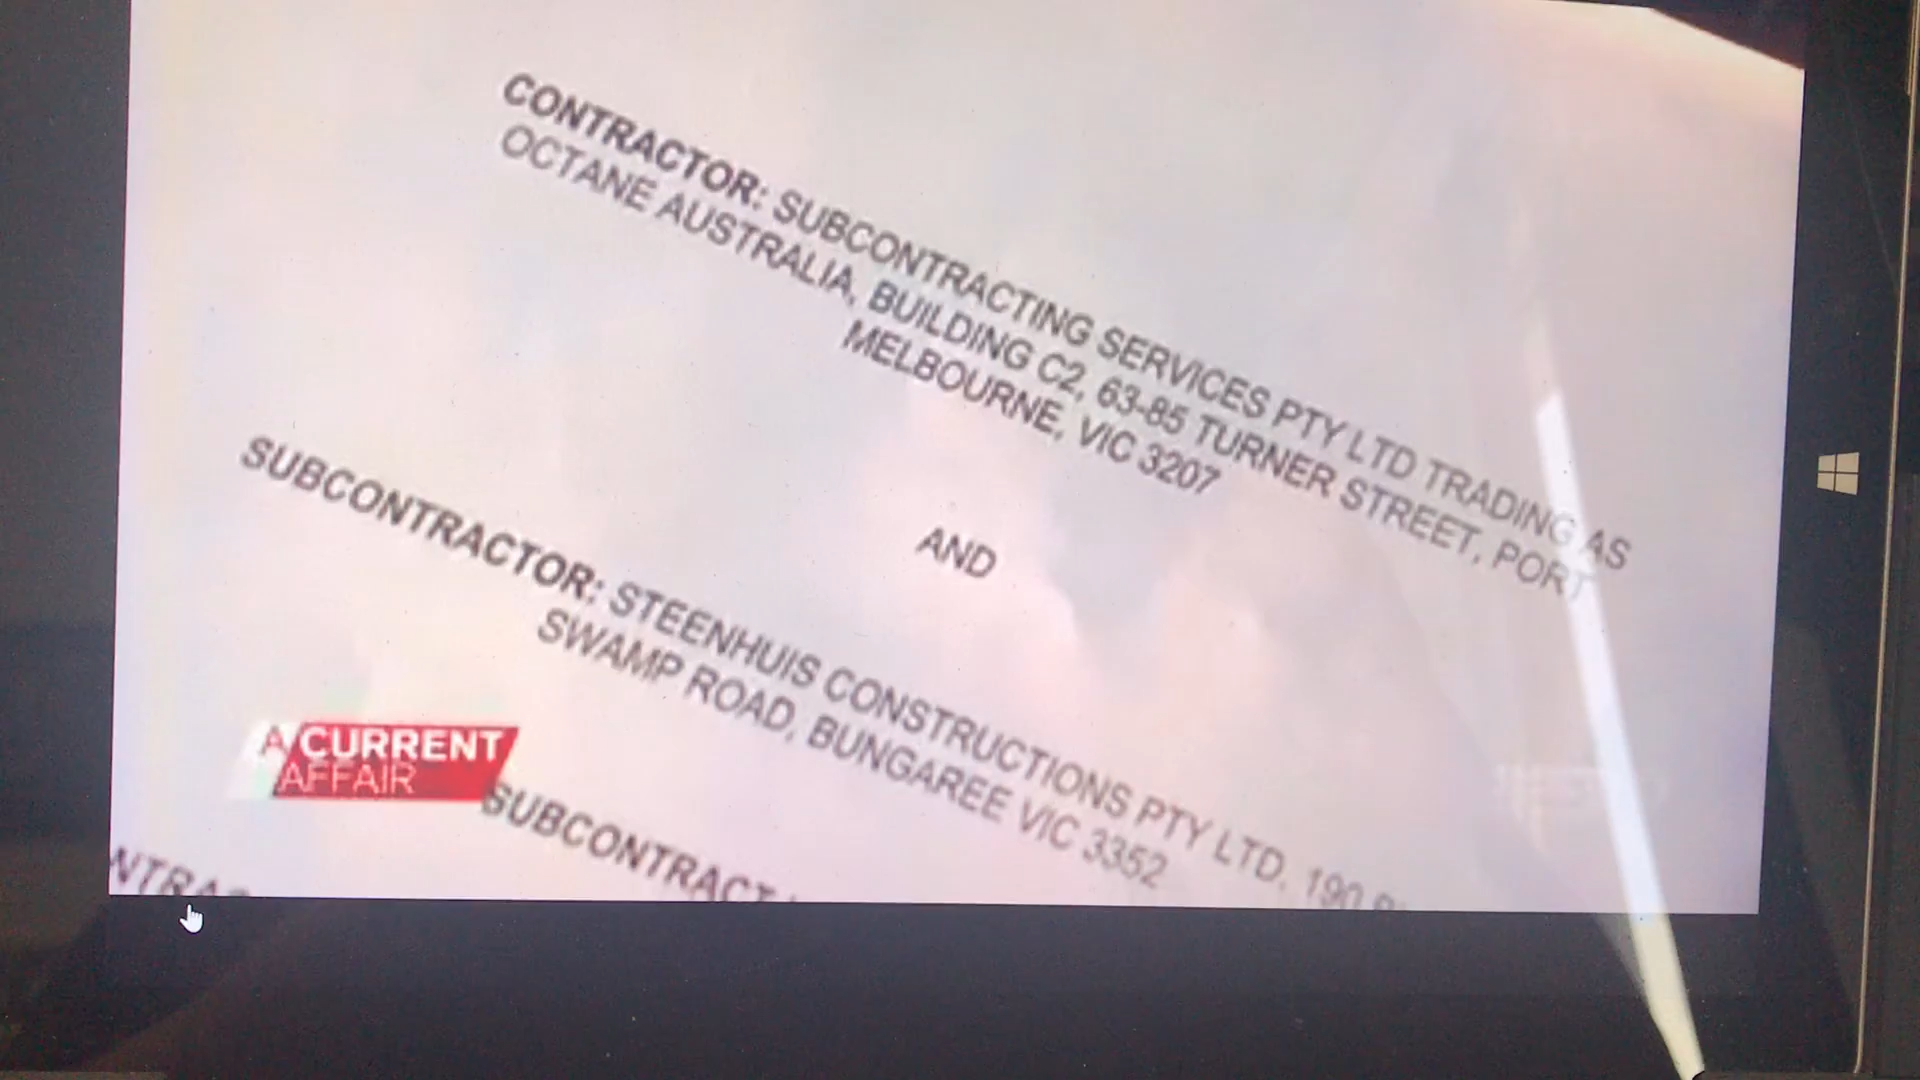 CONTRACTOR: SUBCONTRACTING SERVICES PTY LTD TRADING AS
OCTANE AUSTRALIA, BUILDING C2, 63-85 TURNER STREET, PORT
MELBOURNE, VIC 3207
AND
SUBCONTRACTOR: STEENHUIS CONSTRUCTIONS PTY LTD, 190
SWAMP ROAD, BUNGAREE VIC 3352
A CURRENT
AFFAIR
SUBCONTRACT